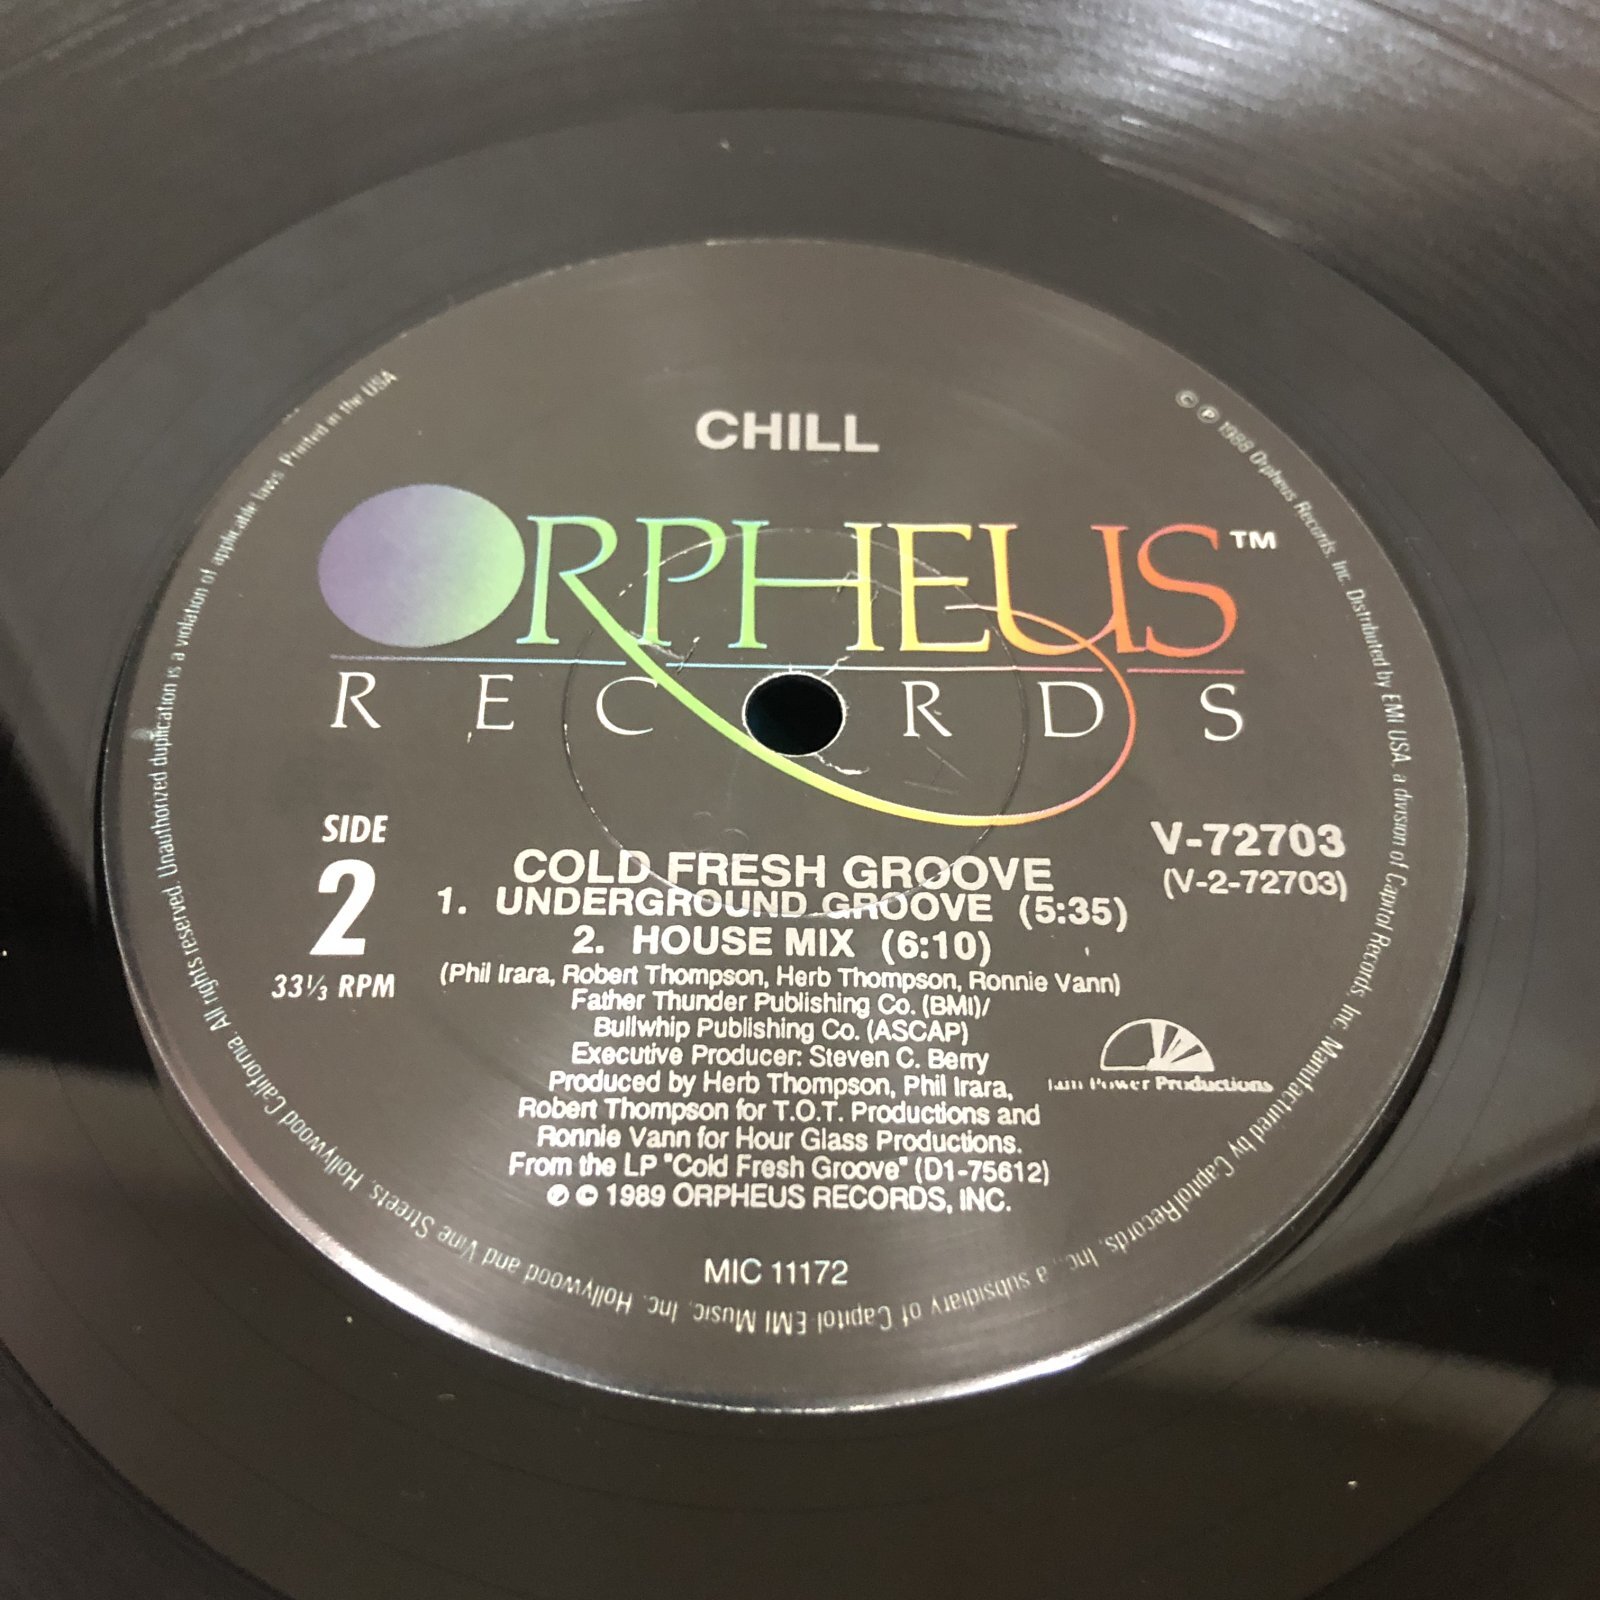 CHILL
ORPHEUS™
RECORDS
SIDE
2
33⅓ RPM
V-72703
(V-2-72703)
COLD FRESH GROOVE
1. UNDERGROUND GROOVE (5:35)
2. HOUSE MIX (6:10)
(Phil Irara, Robert Thompson, Herb Thompson, Ronnie Vann)
Father Thunder Publishing Co. (BMI)/
Bullwhip Publishing Co. (ASCAP)
Executive Producer: Steven C. Berry
Produced by Herb Thompson, Phil Irara,
Robert Thompson for T.O.T. Productions and
Ronnie Vann for Hour Glass Productions.
From the LP "Cold Fresh Groove" (D1-75612)
℗ © 1989 ORPHEUS RECORDS, INC.
Power Productions
MIC 11172
© ℗ 1988 Orpheus Records, Inc. Distributed by EMI USA, a division of Capitol Records, Inc. Manufactured by Capitol Records, Inc., a subsidiary of Capitol EMI Music, Inc. Hollywood and Vine Streets, Hollywood California. All rights reserved. Unauthorized duplication is a violation of applicable laws. Printed in the USA